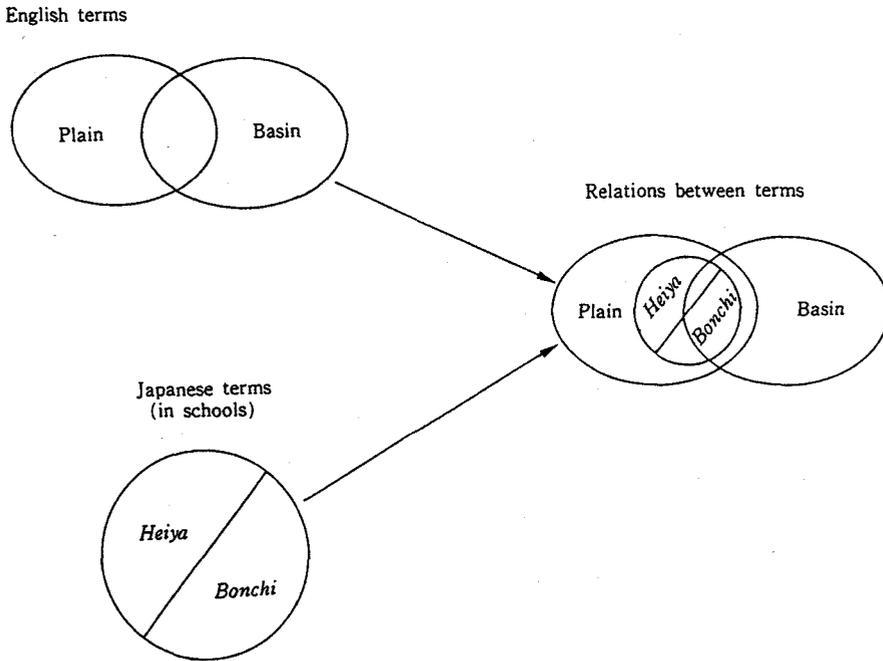 English terms
Plain
Basin
Relations between terms
Plain
Heiya
Bonchi
Basin
Japanese terms
(in schools)
Heiya
Bonchi